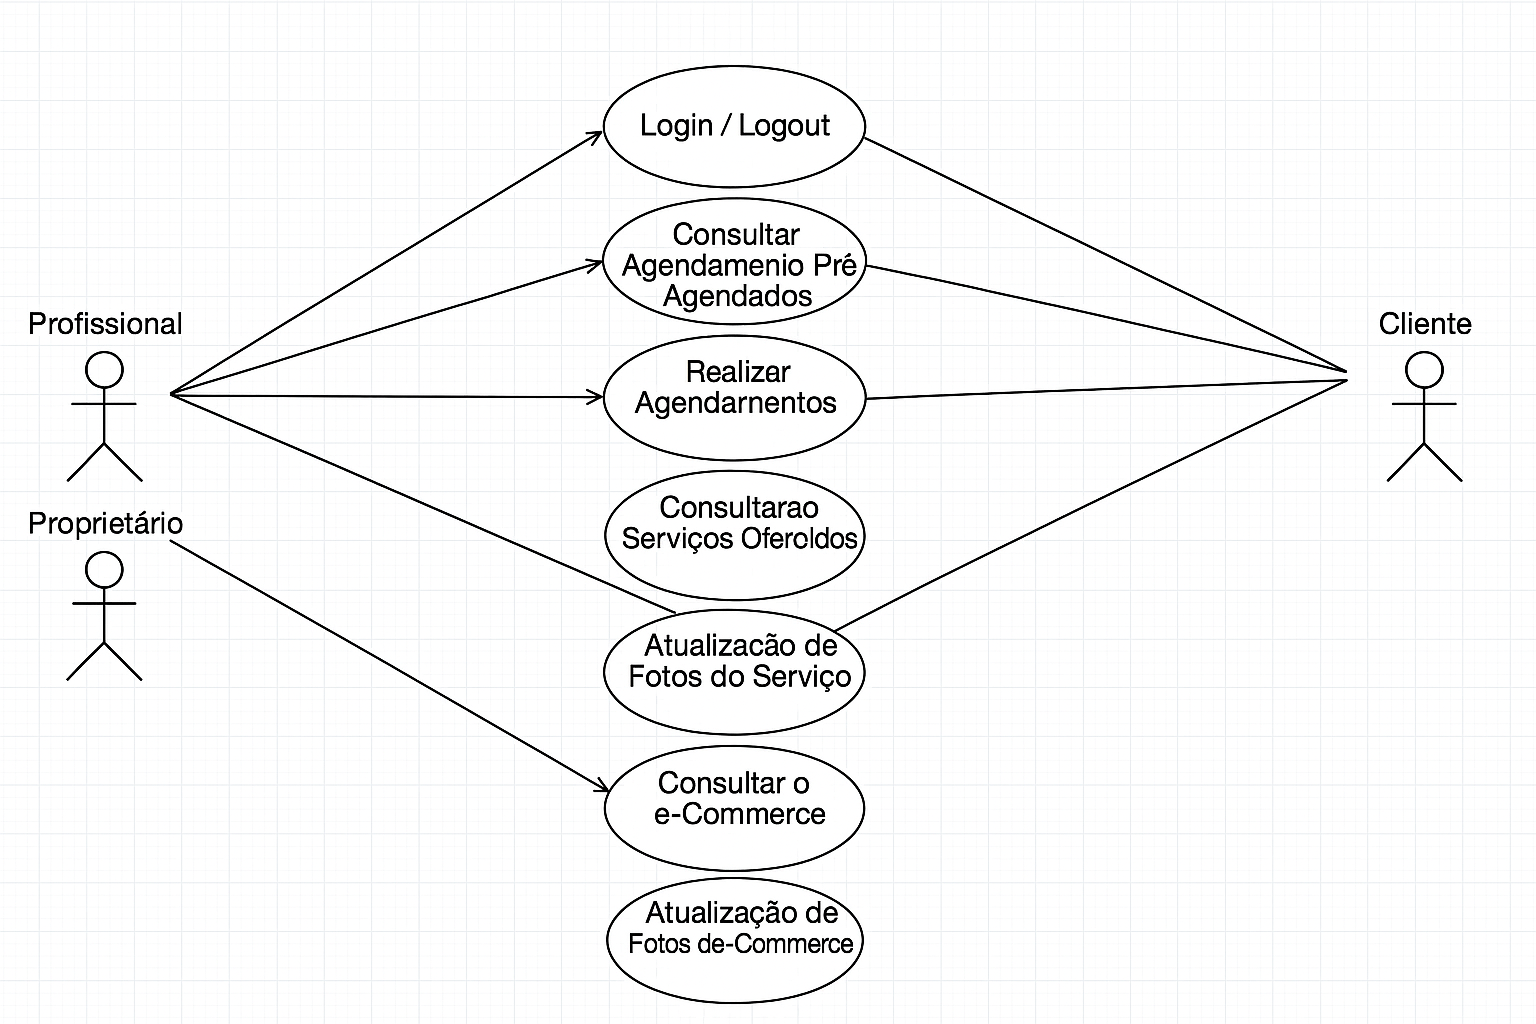 Login / Logout
Consultar
Agendamenio Pré
Agendados
Profissional
Cliente
Realizar
Agendarnentos
Consultarao
Serviços Oferoldos
Proprietário
Atualizacão de
Fotos do Serviço
Consultar o
e-Commerce
Atualização de
Fotos de-Commerce